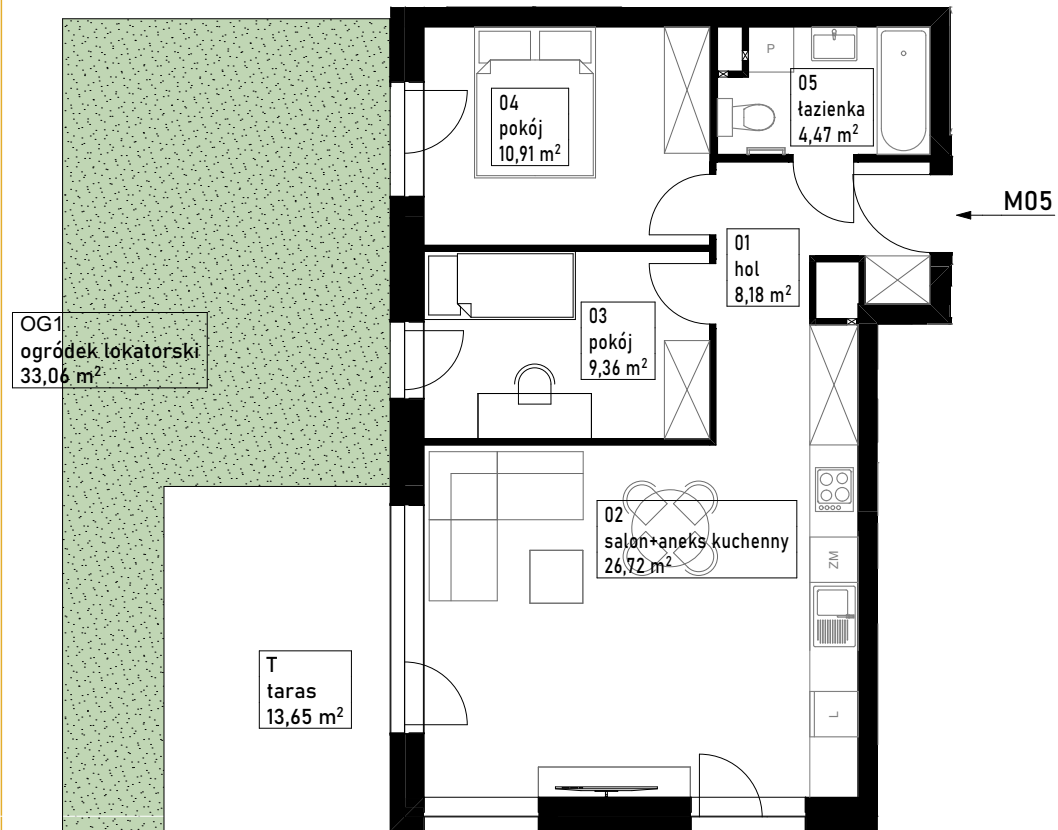 04
pokój
10,91 m²
P
05
łazienka
4,47 m²
M05
01
hol
8,18 m²
OG1
ogródek lokatorski
33,06 m²
03
pokój
9,36 m²
02
salon+aneks kuchenny
26,72 m²
ZM
T
taras
13,65 m²
L